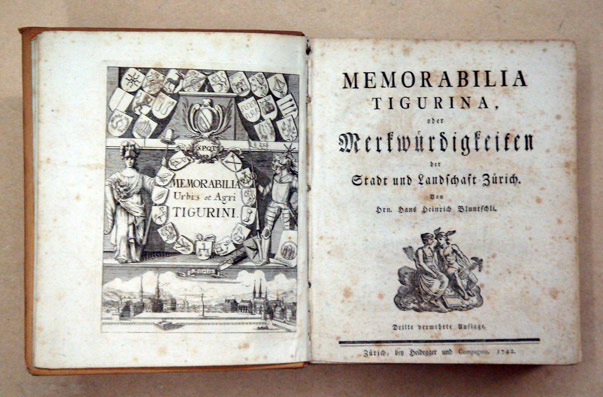 SPQT
MEMORABILIA
Urbis et Agri
TIGURINI
MEMORABILIA
TIGURINA,
oder
Merkwürdigkeiten
der
Stadt und Landschaft Zürich.
Von
Hrn. Hans Heinrich Bluntschli.
Dritte vermehrte Auflage.
Zürich, bey Heidegger und Compagnie, 1742.